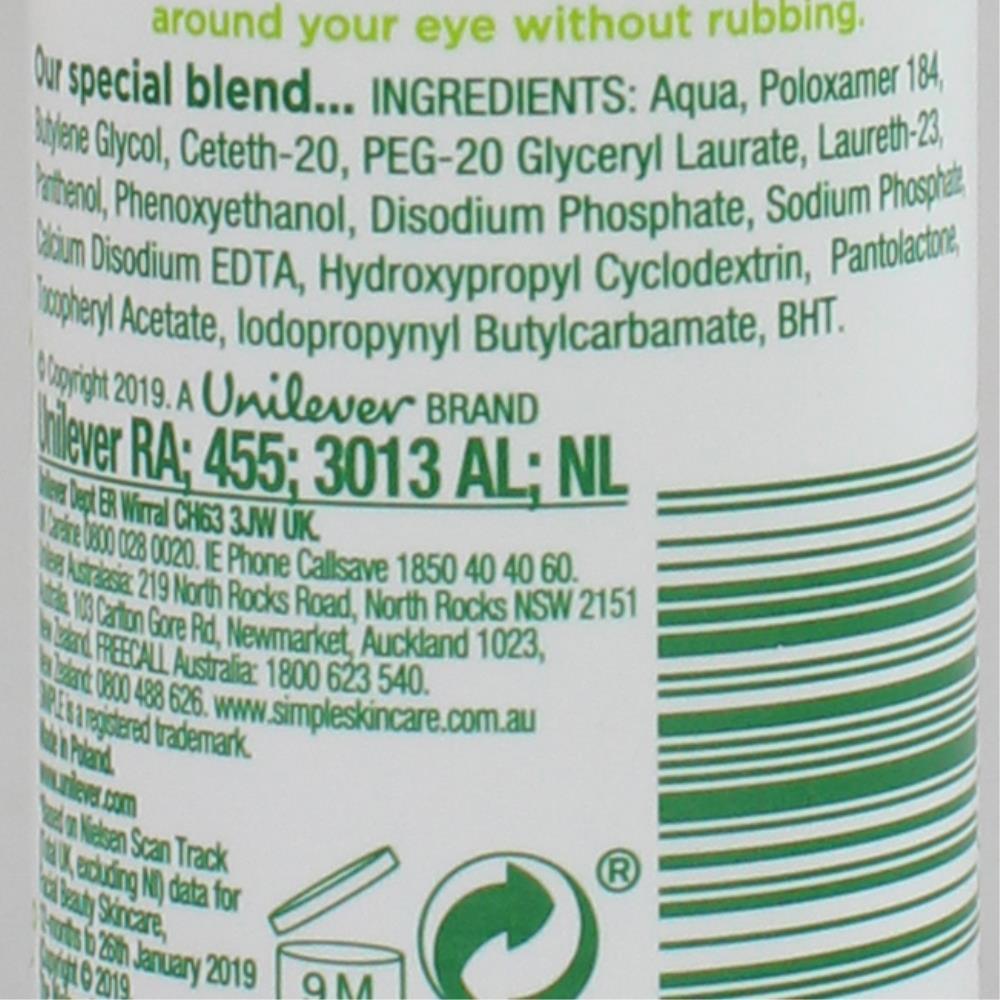 around your eye without rubbing.
Our special blend... INGREDIENTS: Aqua, Poloxamer 184,
Butylene Glycol, Ceteth-20, PEG-20 Glyceryl Laurate, Laureth-23,
Panthenol, Phenoxyethanol, Disodium Phosphate, Sodium Phosphate,
Calcium Disodium EDTA, Hydroxypropyl Cyclodextrin, Pantolactone,
Tocopheryl Acetate, Iodopropynyl Butylcarbamate, BHT.
© Copyright 2019. A Unilever BRAND
Unilever RA; 455; 3013 AL; NL
Unilever Dept ER Wirral CH63 3JW UK.
UK Careline 0800 028 0020. IE Phone Callsave 1850 40 40 60.
Unilever Australasia: 219 North Rocks Road, North Rocks NSW 2151
Australia. 103 Carlton Gore Rd, Newmarket, Auckland 1023,
New Zealand. FREECALL Australia: 1800 623 540.
New Zealand: 0800 488 626. www.simpleskincare.com.au
SIMPLE is a registered trademark.
Made in Poland.
www.unilever.com
*Based on Nielsen Scan Track
Total UK, excluding NI) data for
Facial Beauty Skincare,
12-months to 26th January 2019
Copyright © 2019
9M
®